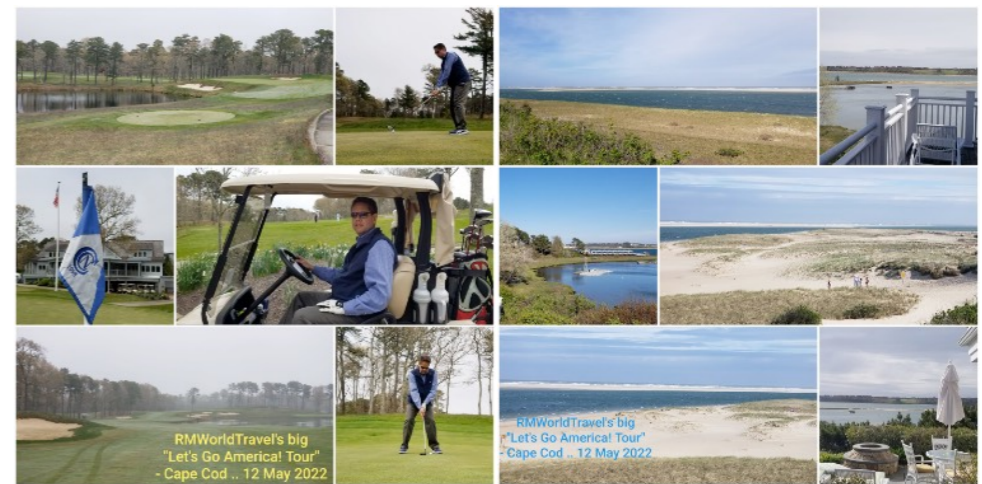 RMWorldTravel's big
"Let's Go America! Tour"
- Cape Cod .. 12 May 2022
RMWorldTravel's big
"Let's Go America! Tour"
- Cape Cod .. 12 May 2022